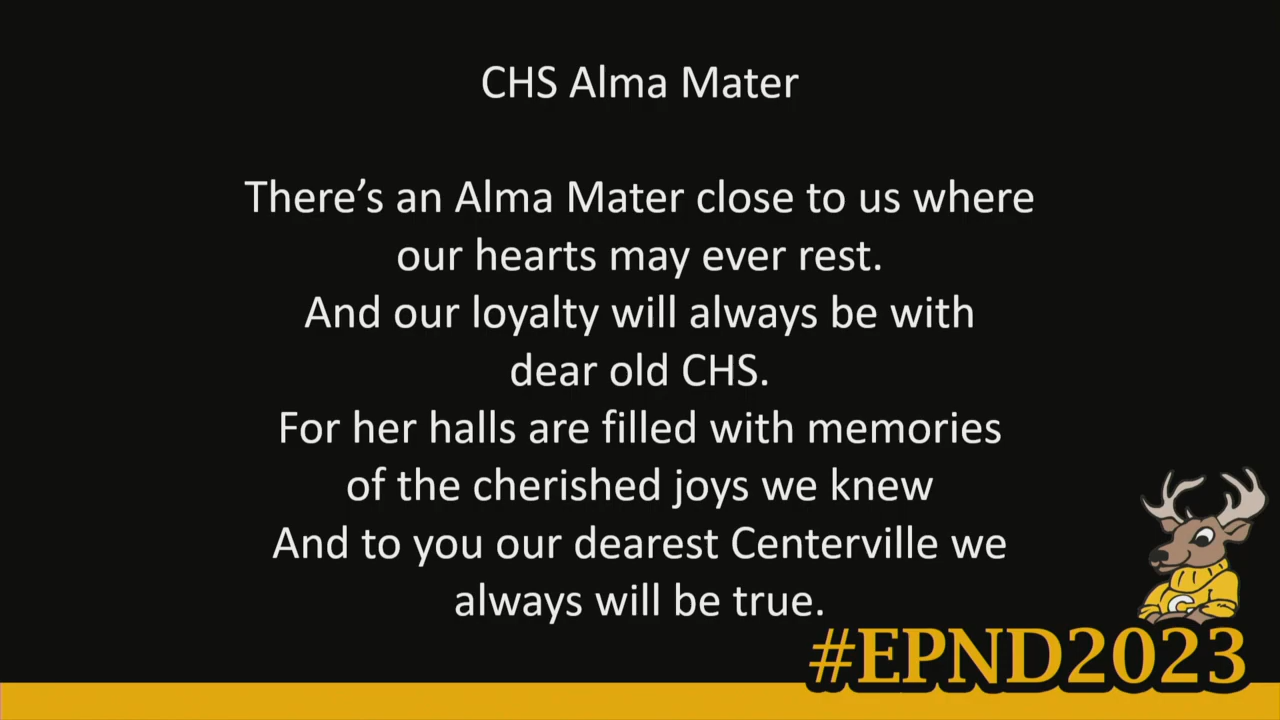 CHS Alma Mater
There’s an Alma Mater close to us where
our hearts may ever rest.
And our loyalty will always be with
dear old CHS.
For her halls are filled with memories
of the cherished joys we knew
And to you our dearest Centerville we
always will be true.
C
#EPND2023